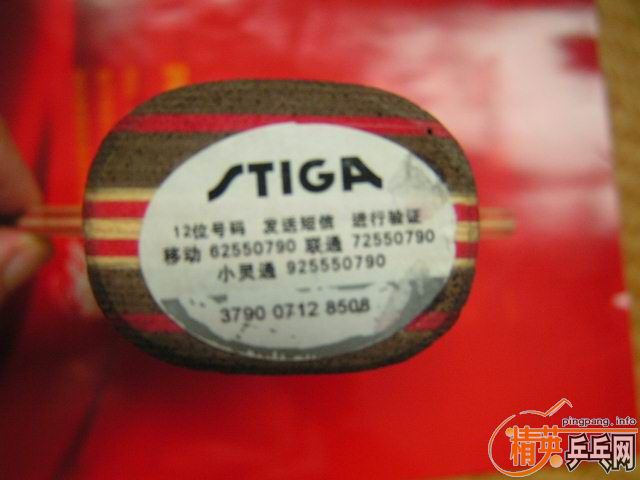 STIGA
12位号码 发送短信 进行验证
移动 62550790 联通 72550790
小灵通 925550790
3790 0712 8508
pingpang.info
精英乒乓网